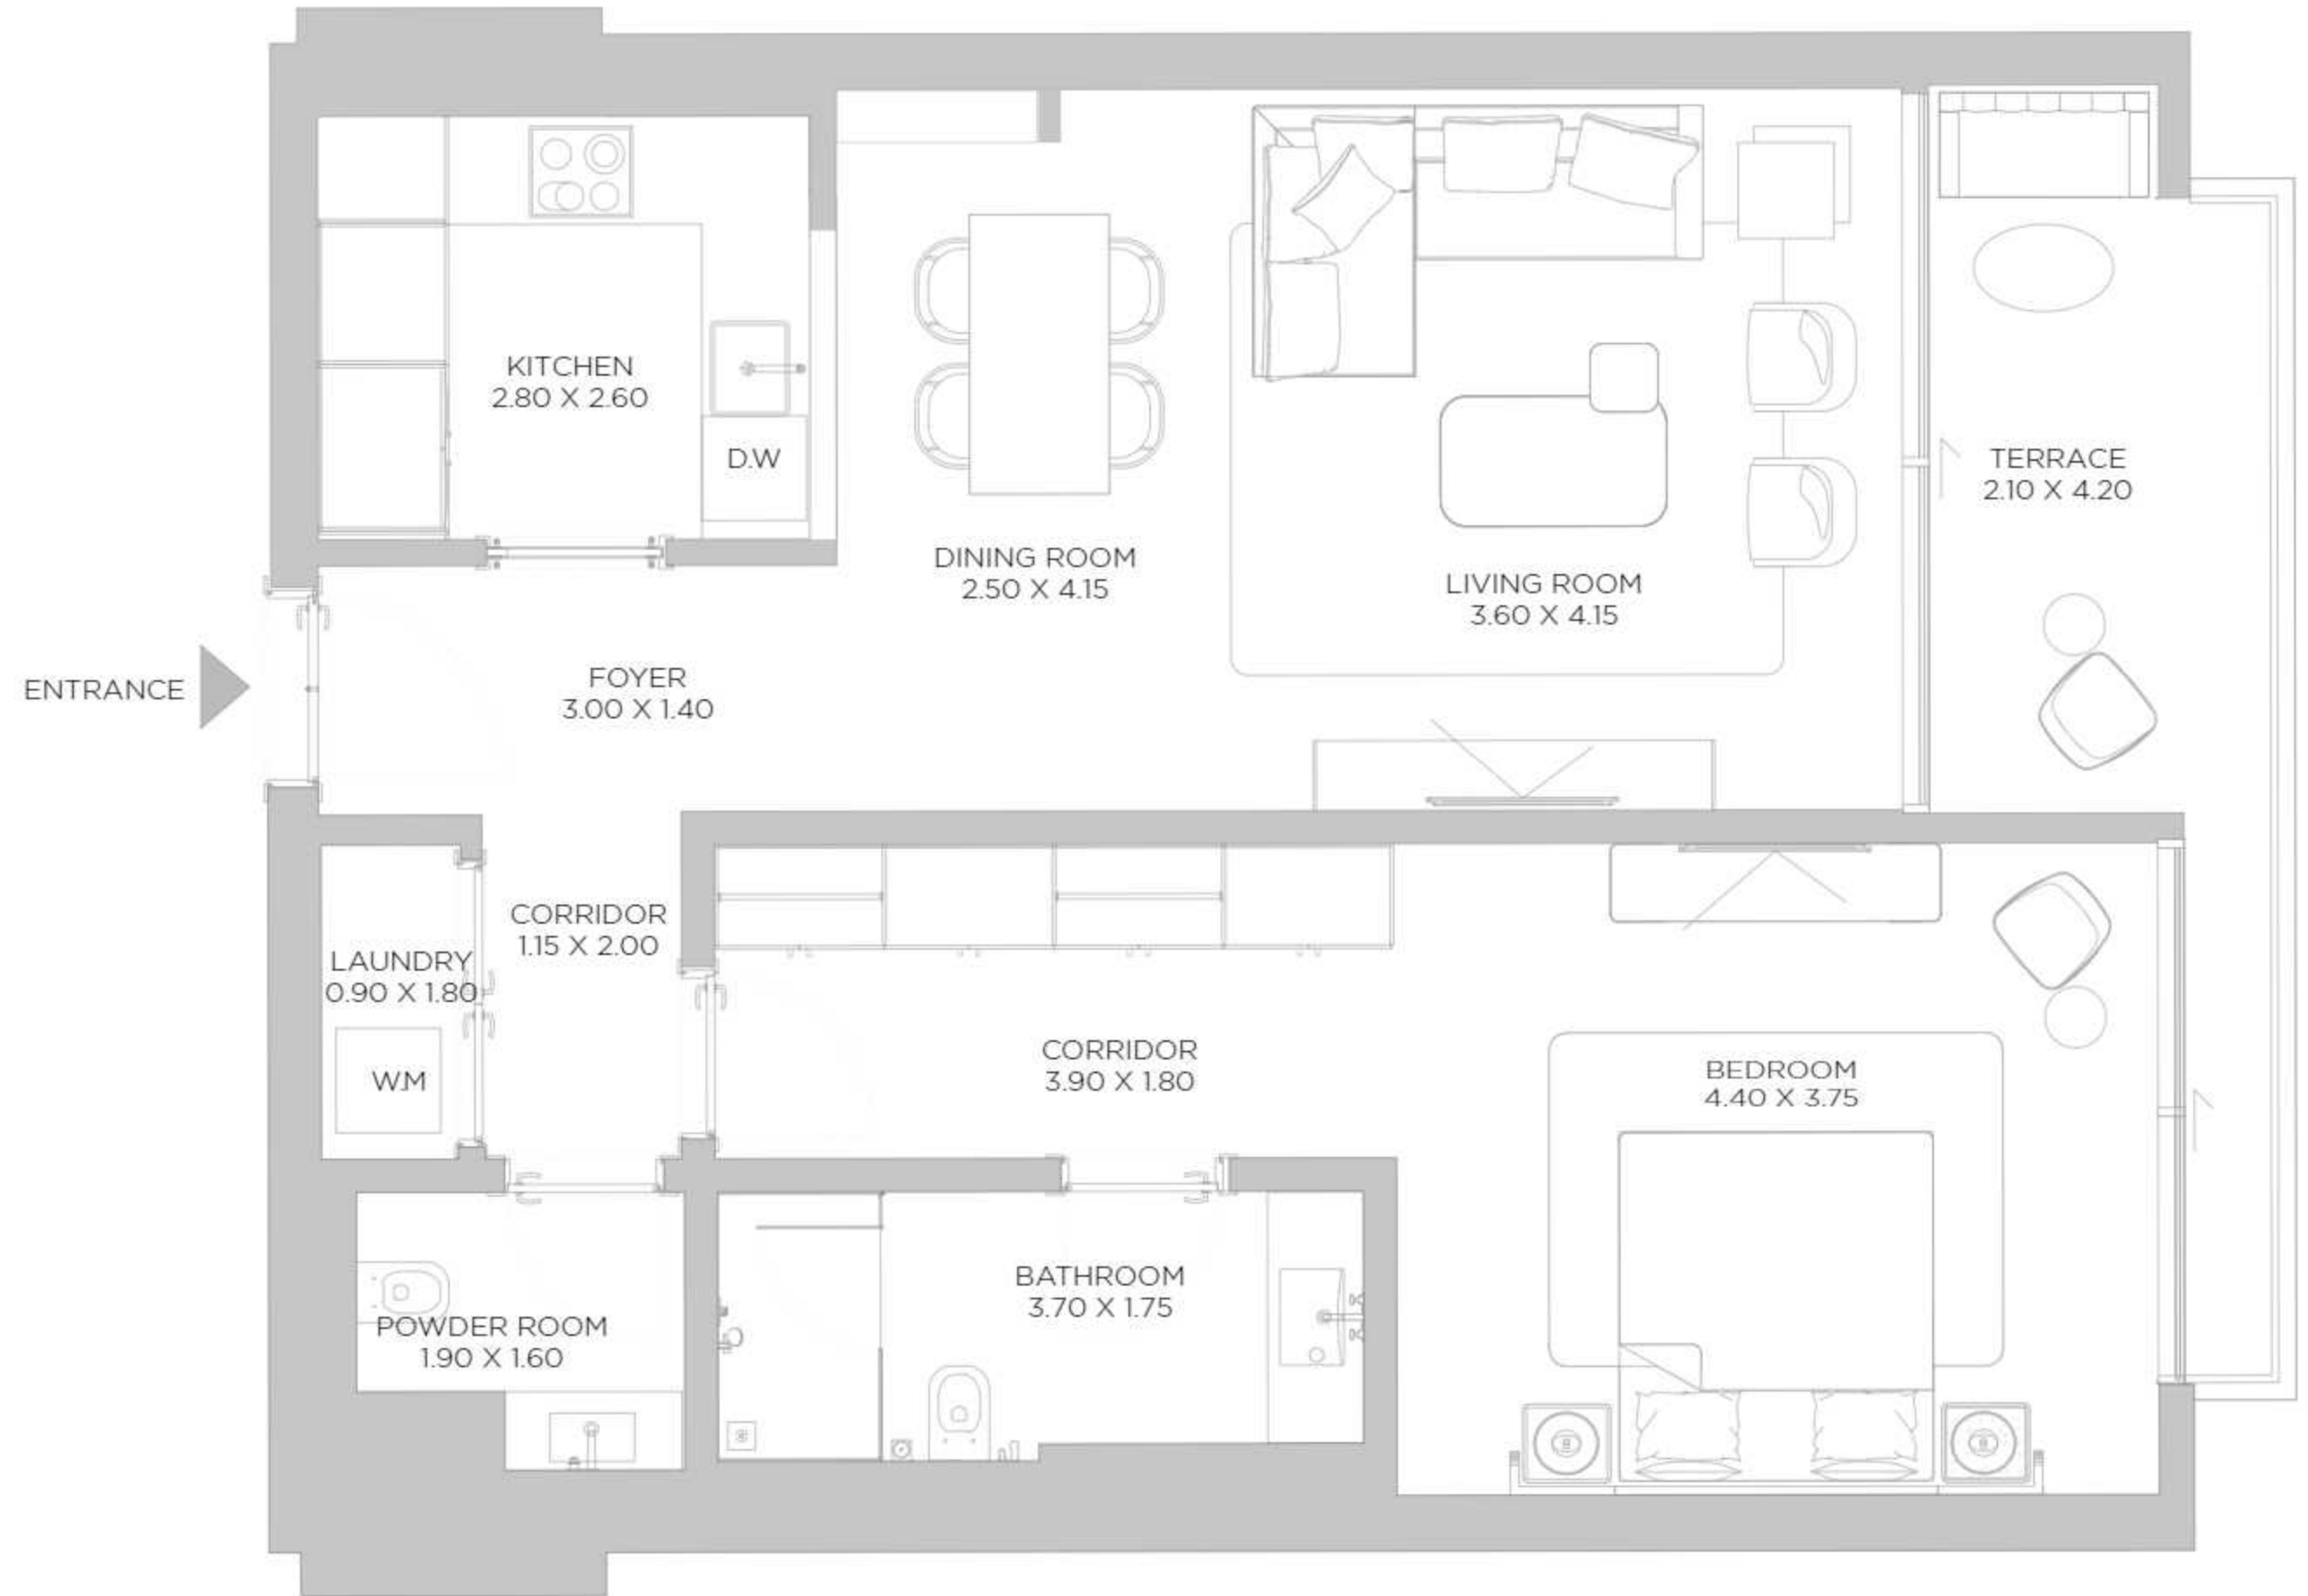 KITCHEN
2.80 X 2.60
D.W
TERRACE
2.10 X 4.20
DINING ROOM
2.50 X 4.15
LIVING ROOM
3.60 X 4.15
ENTRANCE
FOYER
3.00 X 1.40
CORRIDOR
1.15 X 2.00
LAUNDRY
0.90 X 1.80
W.M
CORRIDOR
3.90 X 1.80
BEDROOM
4.40 X 3.75
BATHROOM
3.70 X 1.75
POWDER ROOM
1.90 X 1.60